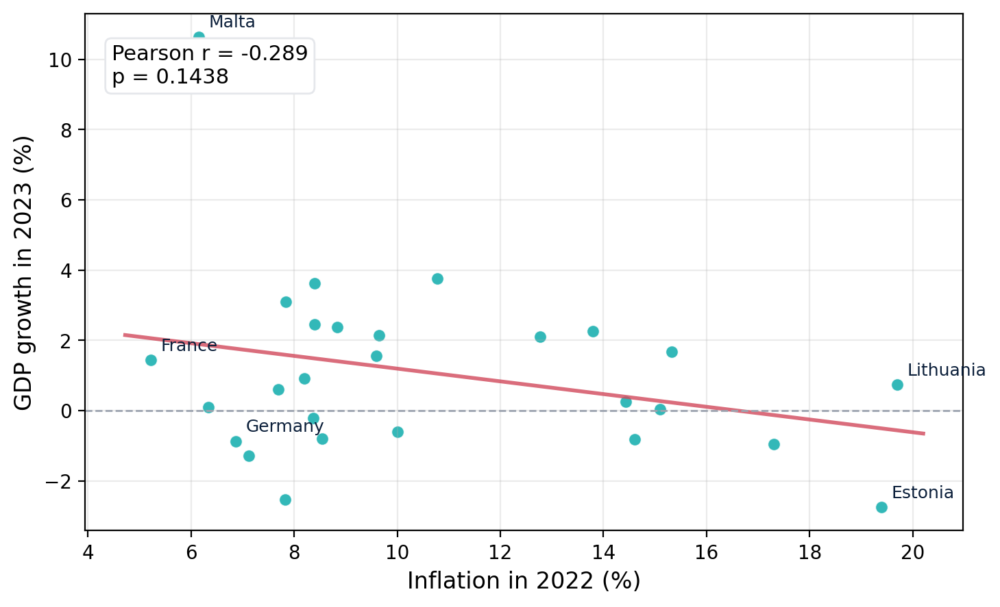 Malta
Pearson r = -0.289
p = 0.1438
France
Germany
Lithuania
Estonia
GDP growth in 2023 (%)
10
8
6
4
2
0
−2
4
6
8
10
12
14
16
18
20
Inflation in 2022 (%)